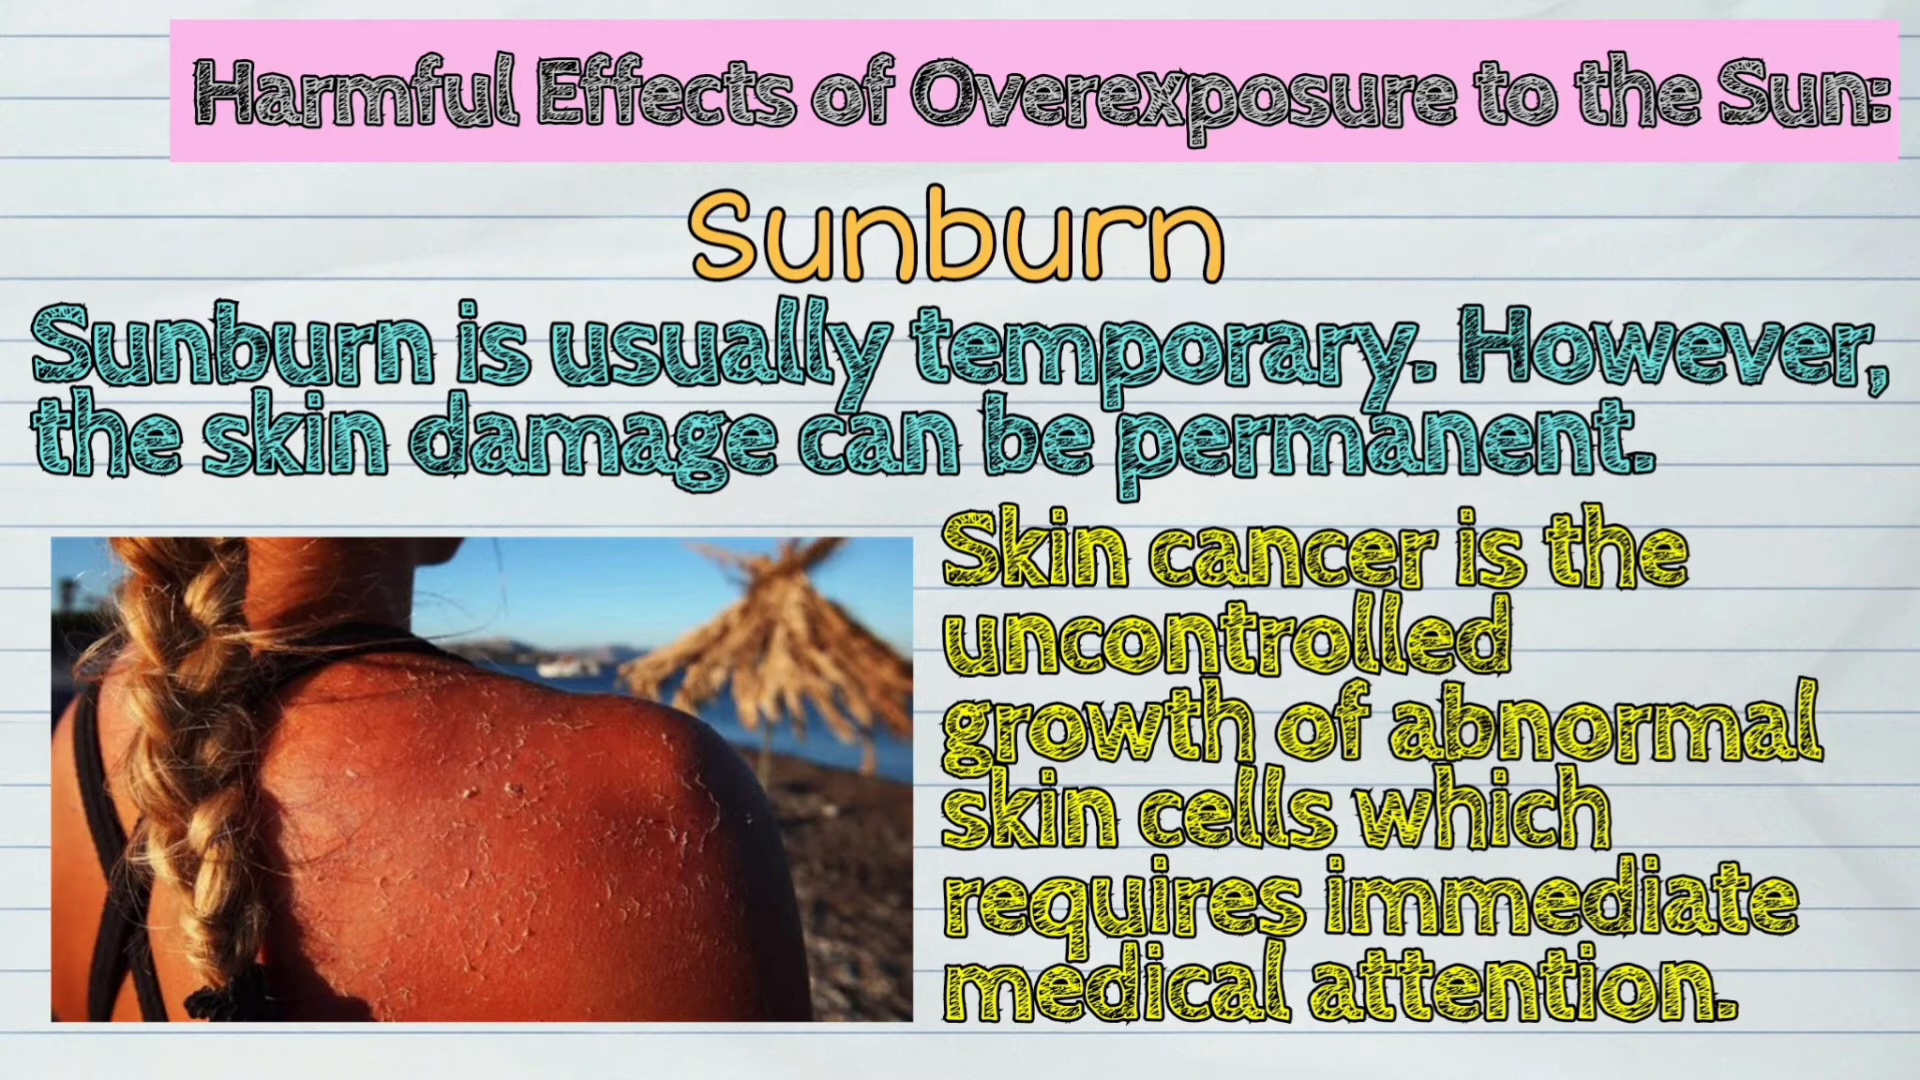 Harmful Effects of Overexposure to the Sun:
Sunburn
Sunburn is usually temporary. However,
the skin damage can be permanent.
Skin cancer is the
uncontrolled
growth of abnormal
skin cells which
requires immediate
medical attention.